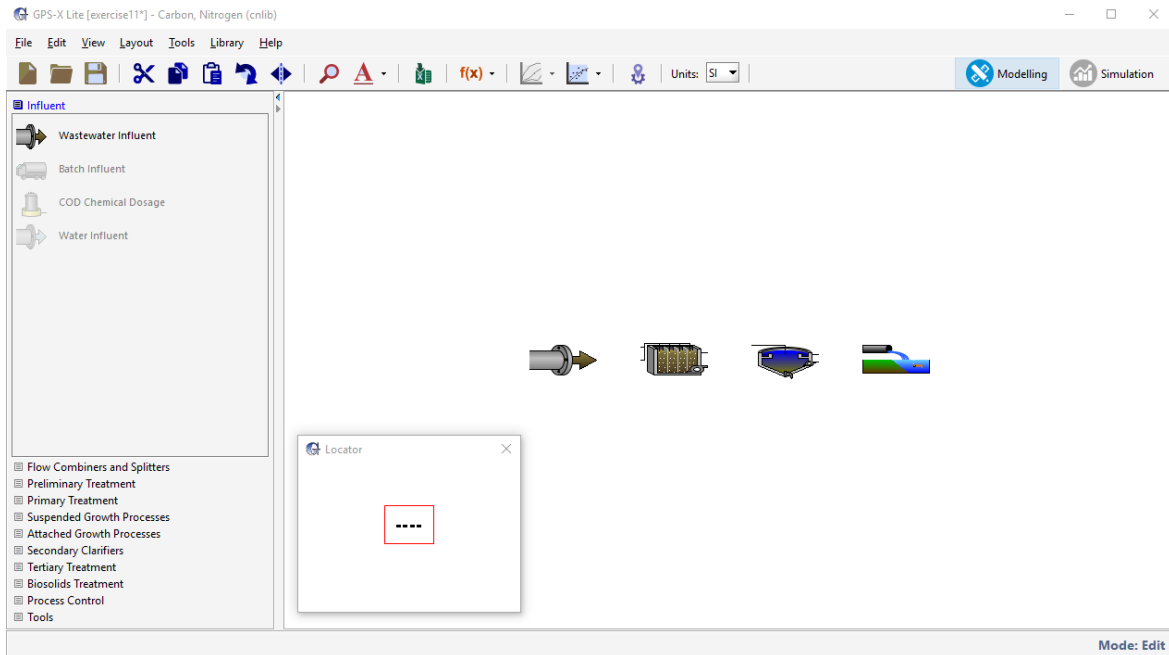 GPS-X Lite [exercise11*] - Carbon, Nitrogen (cnlib)
File Edit View Layout Tools Library Help
A f(x) Units: SI Modelling Simulation
Influent
Wastewater Influent
Batch Influent
COD Chemical Dosage
Water Influent
Locator
Flow Combiners and Splitters
Preliminary Treatment
Primary Treatment
Suspended Growth Processes
Attached Growth Processes
Secondary Clarifiers
Tertiary Treatment
Biosolids Treatment
Process Control
Tools
Mode: Edit